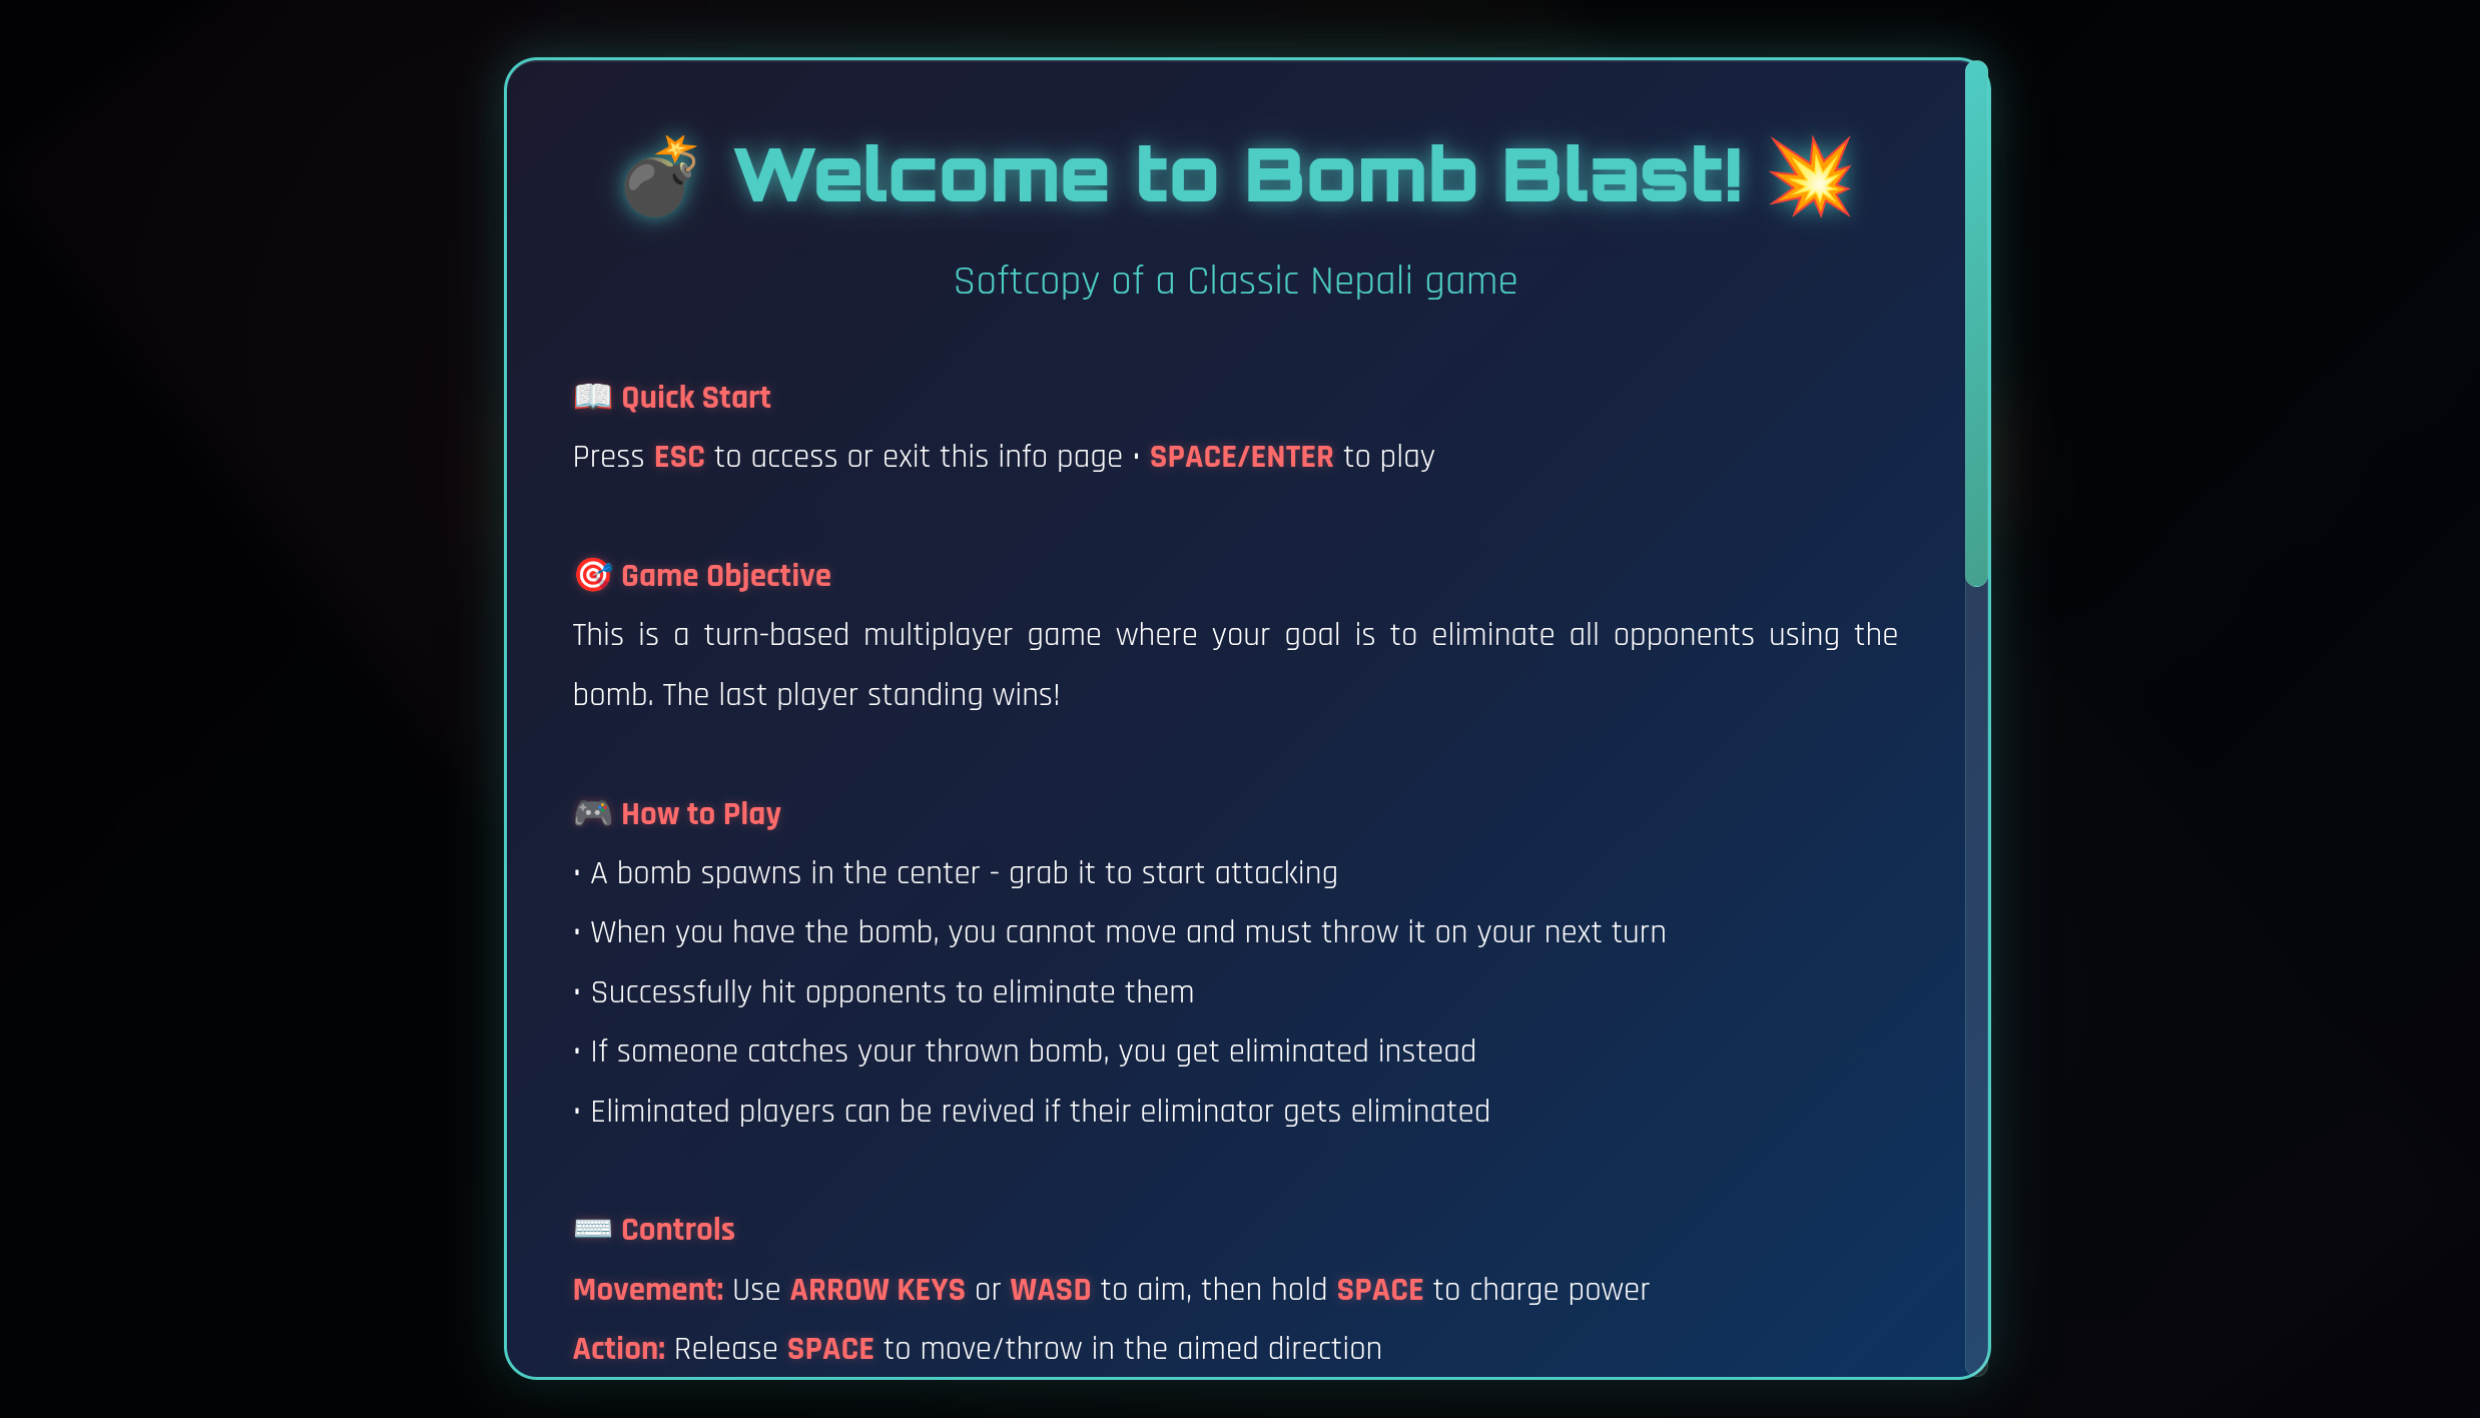 💣 Welcome to Bomb Blast! 💥
Softcopy of a Classic Nepali game
📖 Quick Start
Press ESC to access or exit this info page • SPACE/ENTER to play
🎯 Game Objective
This is a turn-based multiplayer game where your goal is to eliminate all opponents using the
bomb. The last player standing wins!
🎮 How to Play
• A bomb spawns in the center - grab it to start attacking
• When you have the bomb, you cannot move and must throw it on your next turn
• Successfully hit opponents to eliminate them
• If someone catches your thrown bomb, you get eliminated instead
• Eliminated players can be revived if their eliminator gets eliminated
⌨️ Controls
Movement: Use ARROW KEYS or WASD to aim, then hold SPACE to charge power
Action: Release SPACE to move/throw in the aimed direction